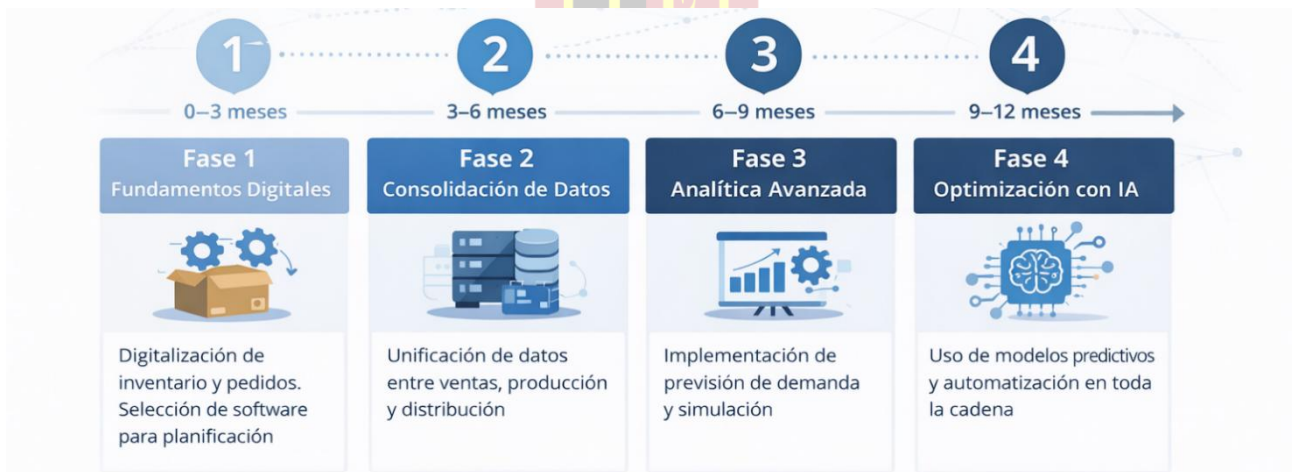 1
2
3
4
0–3 meses
3–6 meses
6–9 meses
9–12 meses
Fase 1
Fundamentos Digitales
Digitalización de
inventario y pedidos.
Selección de software
para planificación
Fase 2
Consolidación de Datos
Unificación de datos
entre ventas, producción
y distribución
Fase 3
Analítica Avanzada
Implementación de
previsión de demanda
y simulación
Fase 4
Optimización con IA
Uso de modelos predictivos
y automatización en toda
la cadena